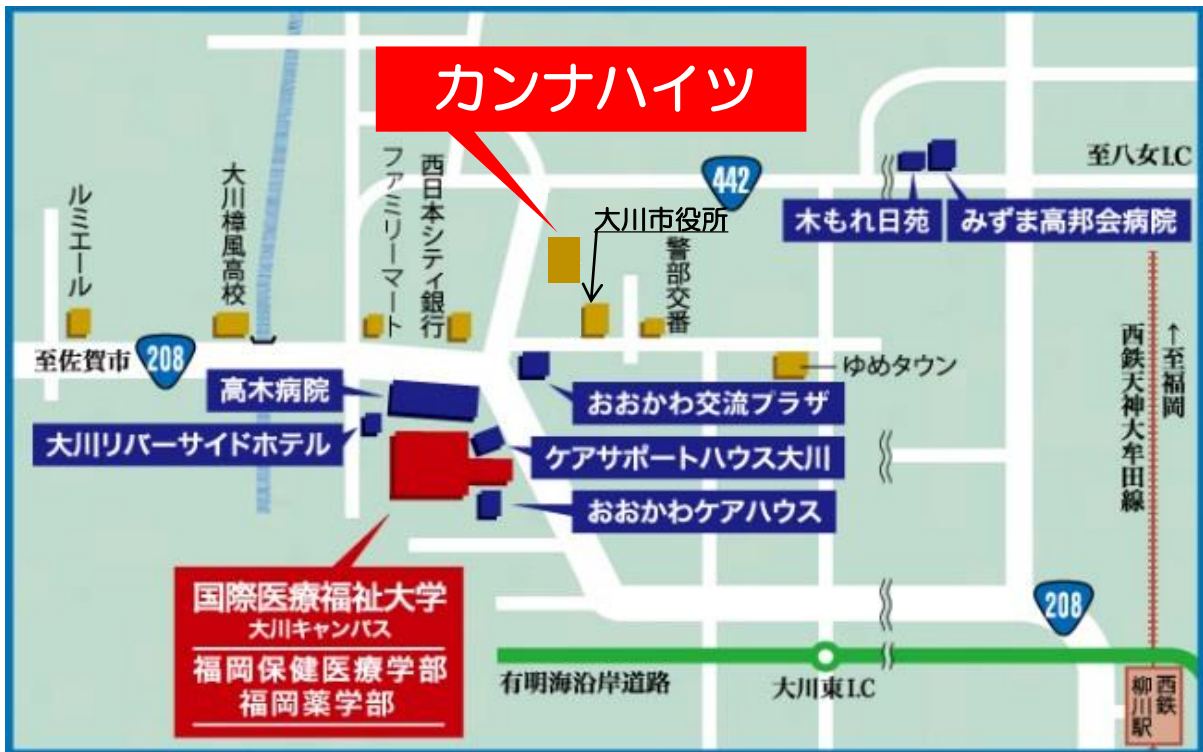 カンナハイツ
442
至八女I.C
大川市役所
木もれ日苑
みずま高邦会病院
ルミエール
大川樟風高校
ファミリーマート
西日本シティ銀行
警部交番
至佐賀市
208
ゆめタウン
西鉄天神大牟田線
↑至福岡
高木病院
おおかわ交流プラザ
大川リバーサイドホテル
ケアサポートハウス大川
おおかわケアハウス
国際医療福祉大学
大川キャンパス
福岡保健医療学部
福岡薬学部
208
有明海沿岸道路
大川東I.C
西鉄
柳川駅